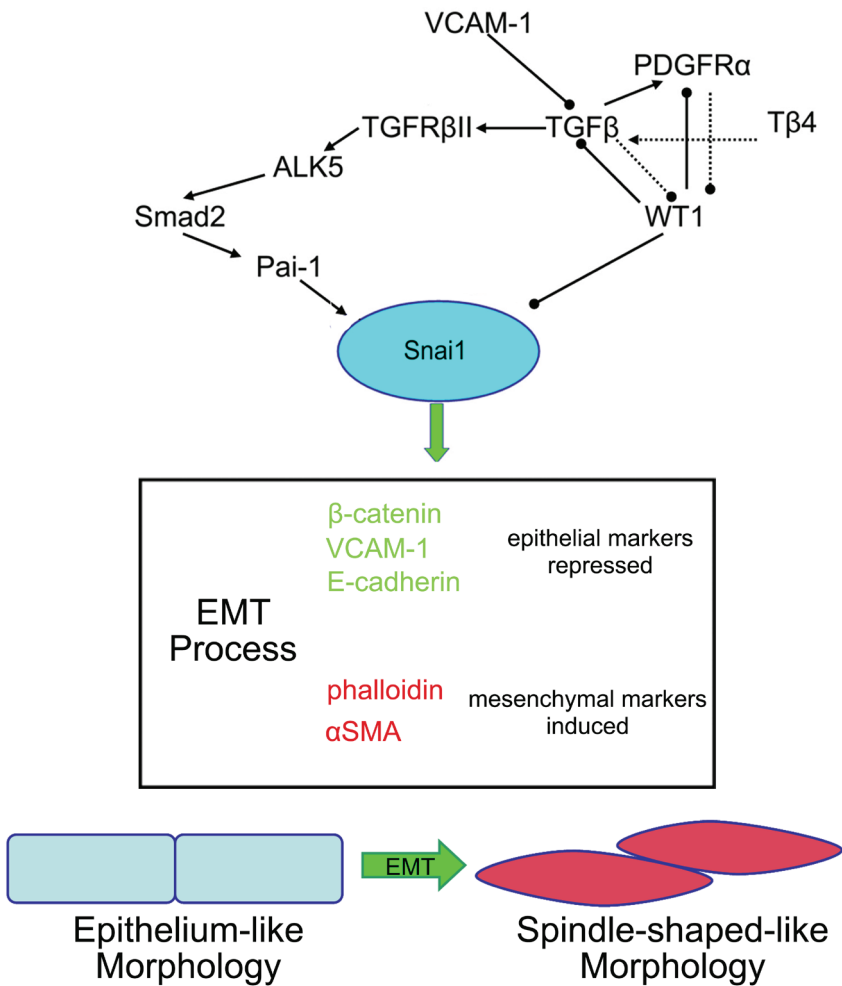 VCAM-1
PDGFRα
TGFRβII
TGFβ
Tβ4
ALK5
Smad2
WT1
Pai-1
Snai1
β-catenin
VCAM-1
E-cadherin
epithelial markers
repressed
EMT
Process
phalloidin
αSMA
mesenchymal markers
induced
EMT
Epithelium-like
Morphology
Spindle-shaped-like
Morphology